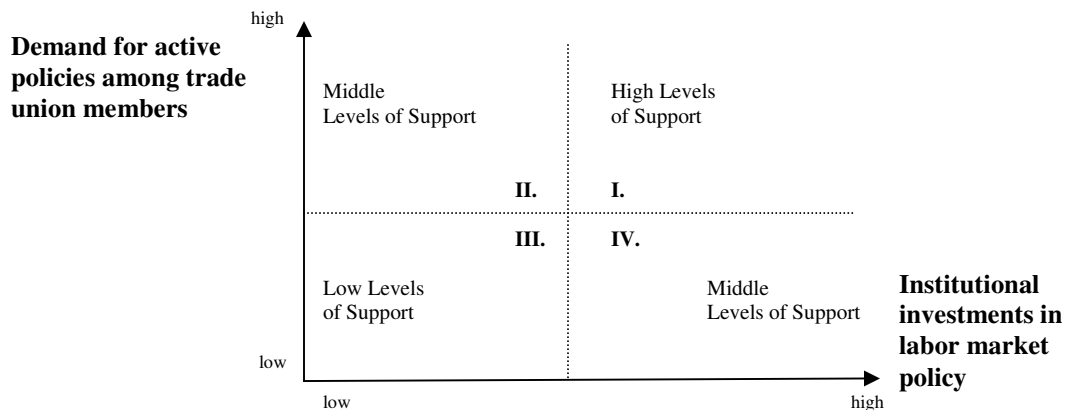 high
Demand for active
policies among trade
union members
Middle
Levels of Support
High Levels
of Support
II.
I.
III.
IV.
Low Levels
of Support
Middle
Levels of Support
Institutional
investments in
labor market
policy
low
low
high